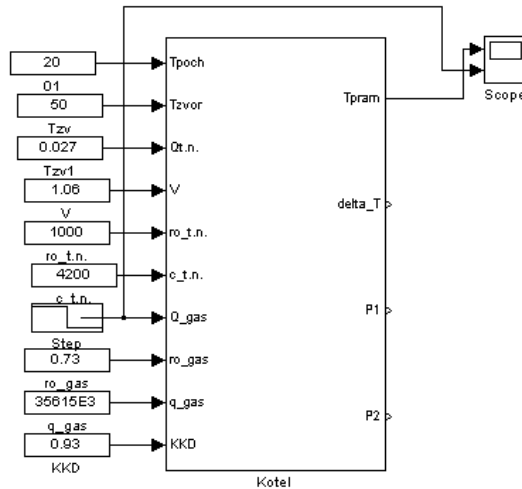 20
Tpoch
O1
50
Tzvor
Tpram
Scope
Tzv
0.027
Qt.n.
Tzv1
1.06
V
delta_T
V
1000
ro_t.n.
ro_t.n.
4200
c_t.n.
c_t.n.
Q_gas
P1
Step
0.73
ro_gas
ro_gas
35615E3
q_gas
P2
q_gas
0.93
KKD
KKD
Kotel